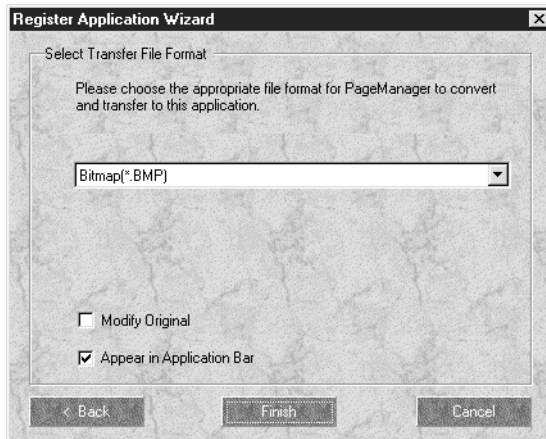 Register Application Wizard
Select Transfer File Format
Please choose the appropriate file format for PageManager to convert
and transfer to this application.
Bitmap(*.BMP)
Modify Original
Appear in Application Bar
< Back
Finish
Cancel